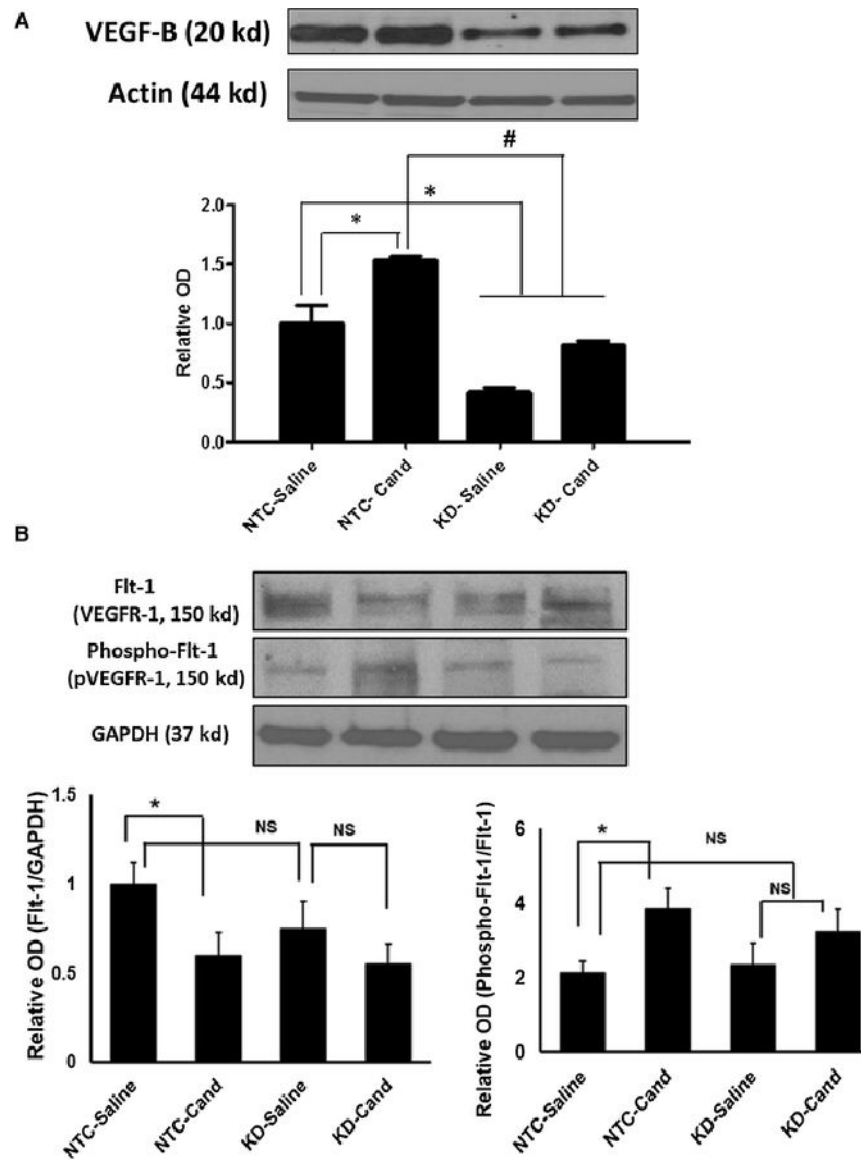 A
VEGF-B (20 kd)
Actin (44 kd)
#
*
*
2.0
1.5
1.0
0.5
0.0
Relative OD
NTC-Saline
NTC- Cand
KD- Saline
KD- Cand
B
Flt-1
(VEGFR-1, 150 kd)
Phospho-Flt-1
(pVEGFR-1, 150 kd)
GAPDH (37 kd)
Relative OD (Flt-1/GAPDH)
1.5
1
0.5
0
*
NS
NS
NTC-Saline
NTC-Cand
KD-Saline
KD-Cand
Relative OD (Phospho-Flt-1/Flt-1)
6
4
2
0
*
NS
NS
NTC-Saline
NTC-Cand
KD-Saline
KD-Cand